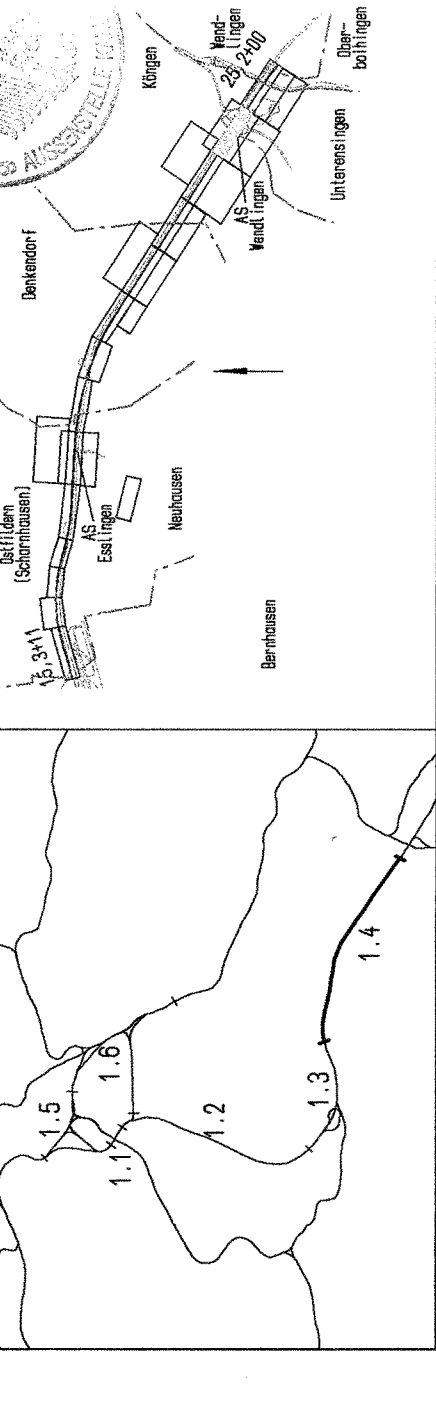 Ostfildern
(Scharnhausen)
Denkendorf
Köngen
Wend-
lingen
Ober-
boihingen
Unterensingen
AS
Wendlingen
AS
Esslingen
Neuhausen
Bernhausen
15,3+11
25,2+00
AUSSENSTELLE
1.5
1.6
1.1
1.2
1.3
1.4